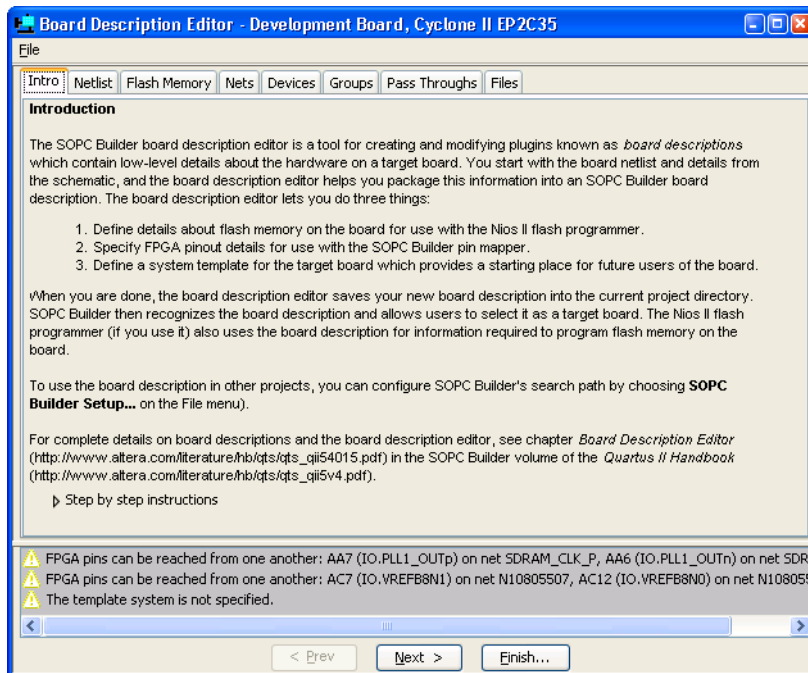 Board Description Editor - Development Board, Cyclone II EP2C35
File
Intro Netlist Flash Memory Nets Devices Groups Pass Throughs Files
Introduction
The SOPC Builder board description editor is a tool for creating and modifying plugins known as board descriptions
which contain low-level details about the hardware on a target board. You start with the board netlist and details from
the schematic, and the board description editor helps you package this information into an SOPC Builder board
description. The board description editor lets you do three things:
1. Define details about flash memory on the board for use with the Nios II flash programmer.
2. Specify FPGA pinout details for use with the SOPC Builder pin mapper.
3. Define a system template for the target board which provides a starting place for future users of the board.
When you are done, the board description editor saves your new board description into the current project directory.
SOPC Builder then recognizes the board description and allows users to select it as a target board. The Nios II flash
programmer (if you use it) also uses the board description for information required to program flash memory on the
board.
To use the board description in other projects, you can configure SOPC Builder's search path by choosing SOPC
Builder Setup... on the File menu).
For complete details on board descriptions and the board description editor, see chapter Board Description Editor
(http://www.altera.com/literature/hb/qts/qts_qii54015.pdf) in the SOPC Builder volume of the Quartus II Handbook
(http://www.altera.com/literature/hb/qts/qii5v4.pdf).
Step by step instructions
FPGA pins can be reached from one another: AA7 (IO.PLL1_OUTp) on net SDRAM_CLK_P, AA6 (IO.PLL1_OUTn) on net SDR
FPGA pins can be reached from one another: AC7 (IO.VREFB8N1) on net N10805507, AC12 (IO.VREFB8N0) on net N108055
The template system is not specified.
< Prev Next > Finish...